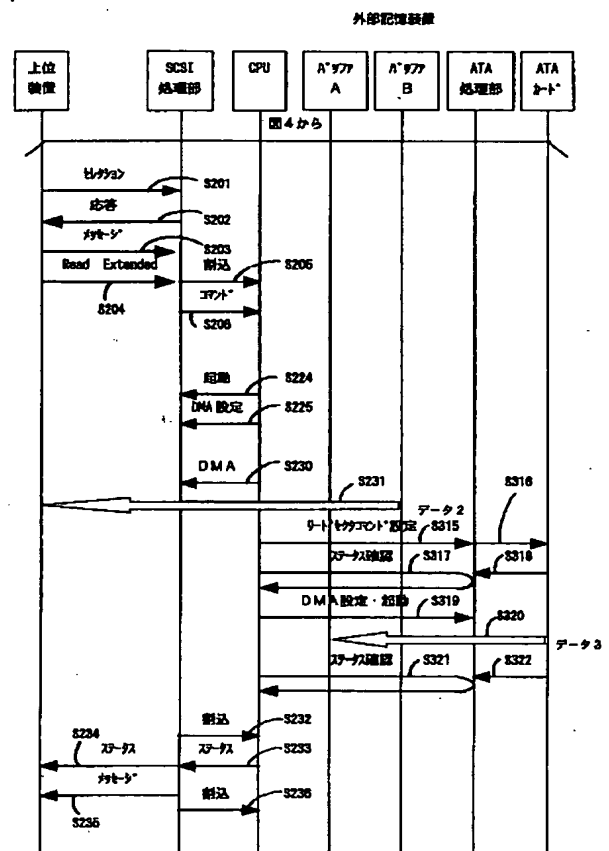 外部記憶装置
上位
装置
SCSI
処理部
CPU
バッファ
A
バッファ
B
ATA
処理部
ATA
カード
図4から
セレクション
S201
応答
S202
メッセージ
S203
Read Extended
S204
割込
S205
コマンド
S206
起動
S224
DMA設定
S225
DMA
S230
S231
データ2
リードセクタコマンド設定
S315
S316
ステータス確認
S317
S318
DMA設定・起動
S319
S320
データ3
ステータス確認
S321
S322
割込
S232
ステータス
S233
S234
ステータス
メッセージ
S235
割込
S236